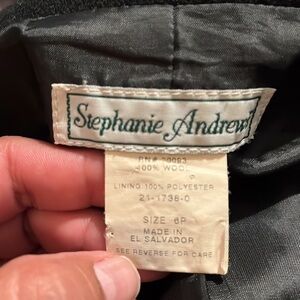 Stephanie Andrews
100% WOOL
LINING: 100% POLYESTER
21-1738-0
SIZE 6P
MADE IN
EL SALVADOR
SEE REVERSE FOR CARE